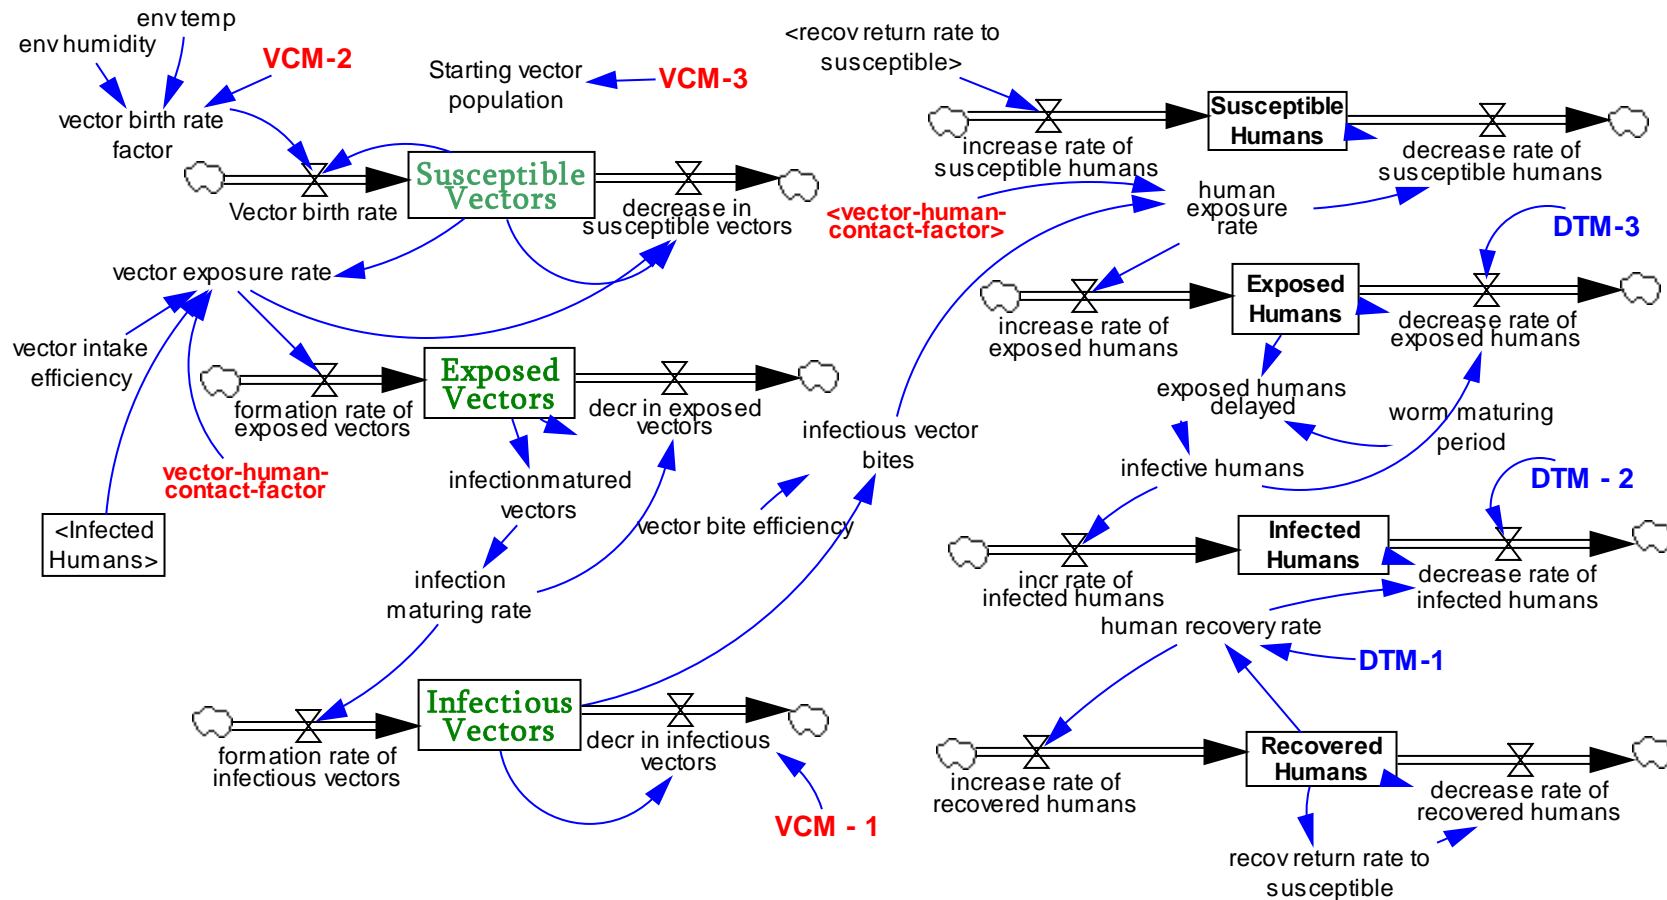 env temp
env humidity
VCM-2
vector birth rate
factor
Starting vector
population
VCM-3
Susceptible
Vectors
Vector birth rate
decrease in
susceptible vectors
vector exposure rate
vector intake
efficiency
Exposed
Vectors
formation rate of
exposed vectors
decr in exposed
vectors
vector-human-
contact-factor
<Infected
Humans>
infectionmatured
vectors
infection
maturing rate
vector bite efficiency
infectious vector
bites
Infectious
Vectors
formation rate of
infectious vectors
decr in infectious
vectors
VCM - 1
<recov return rate to
susceptible>
Susceptible
Humans
increase rate of
susceptible humans
decrease rate of
susceptible humans
<vector-human-
contact-factor>
human
exposure
rate
DTM-3
Exposed
Humans
increase rate of
exposed humans
decrease rate of
exposed humans
exposed humans
delayed
worm maturing
period
infective humans
DTM - 2
Infected
Humans
incr rate of
infected humans
decrease rate of
infected humans
human recovery rate
DTM-1
Recovered
Humans
increase rate of
recovered humans
decrease rate of
recovered humans
recov return rate to
susceptible